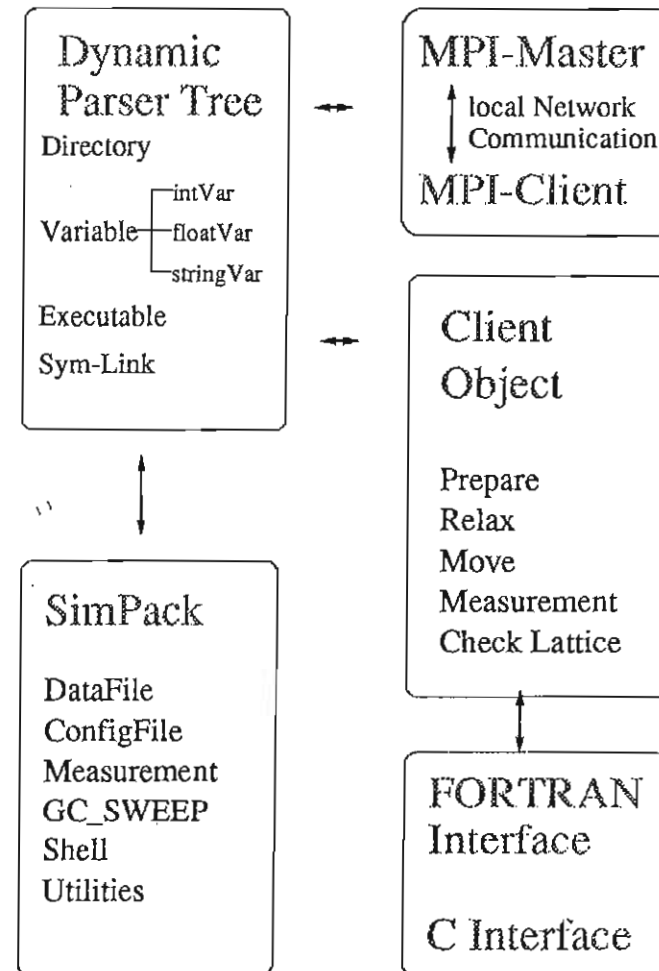 Dynamic
Parser Tree
Directory
Variable
intVar
floatVar
stringVar
Executable
Sym-Link
MPI-Master
local Network
Communication
MPI-Client
Client
Object
Prepare
Relax
Move
Measurement
Check Lattice
SimPack
DataFile
ConfigFile
Measurement
GC_SWEEP
Shell
Utilities
FORTRAN
Interface
C Interface